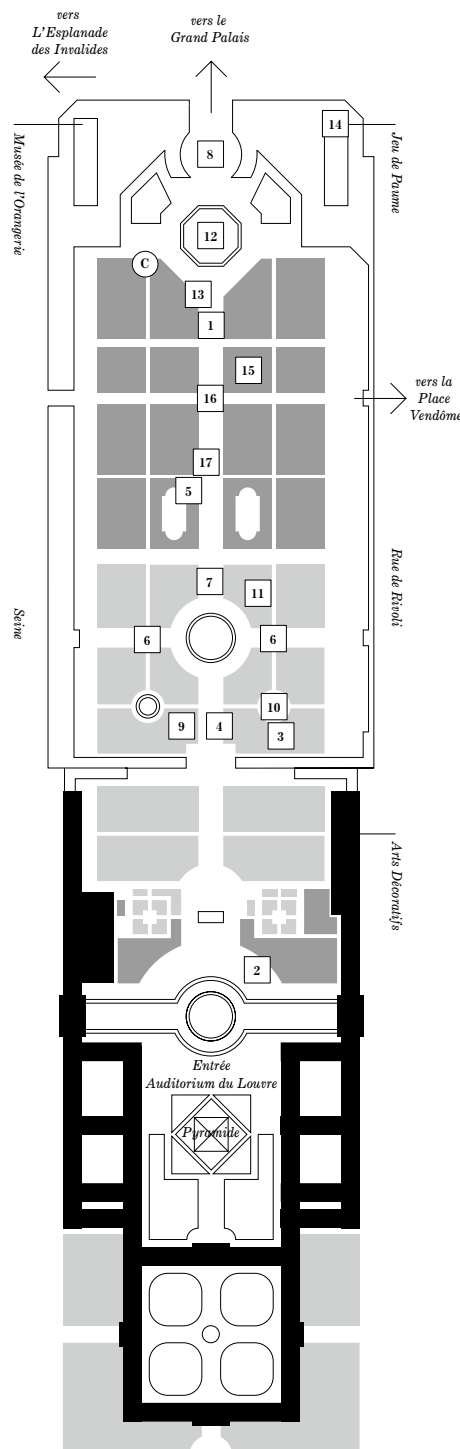 vers
L'Esplanade
des Invalides
vers le
Grand Palais
Musée de l'Orangerie
8
14
Jeu de Paume
12
C
13
1
15
16
vers la
Place
Vendôme
17
5
7
11
Rue de Rivoli
Seine
6
6
10
9
4
3
Arts Décoratifs
2
Entrée
Auditorium du Louvre
Pyramide